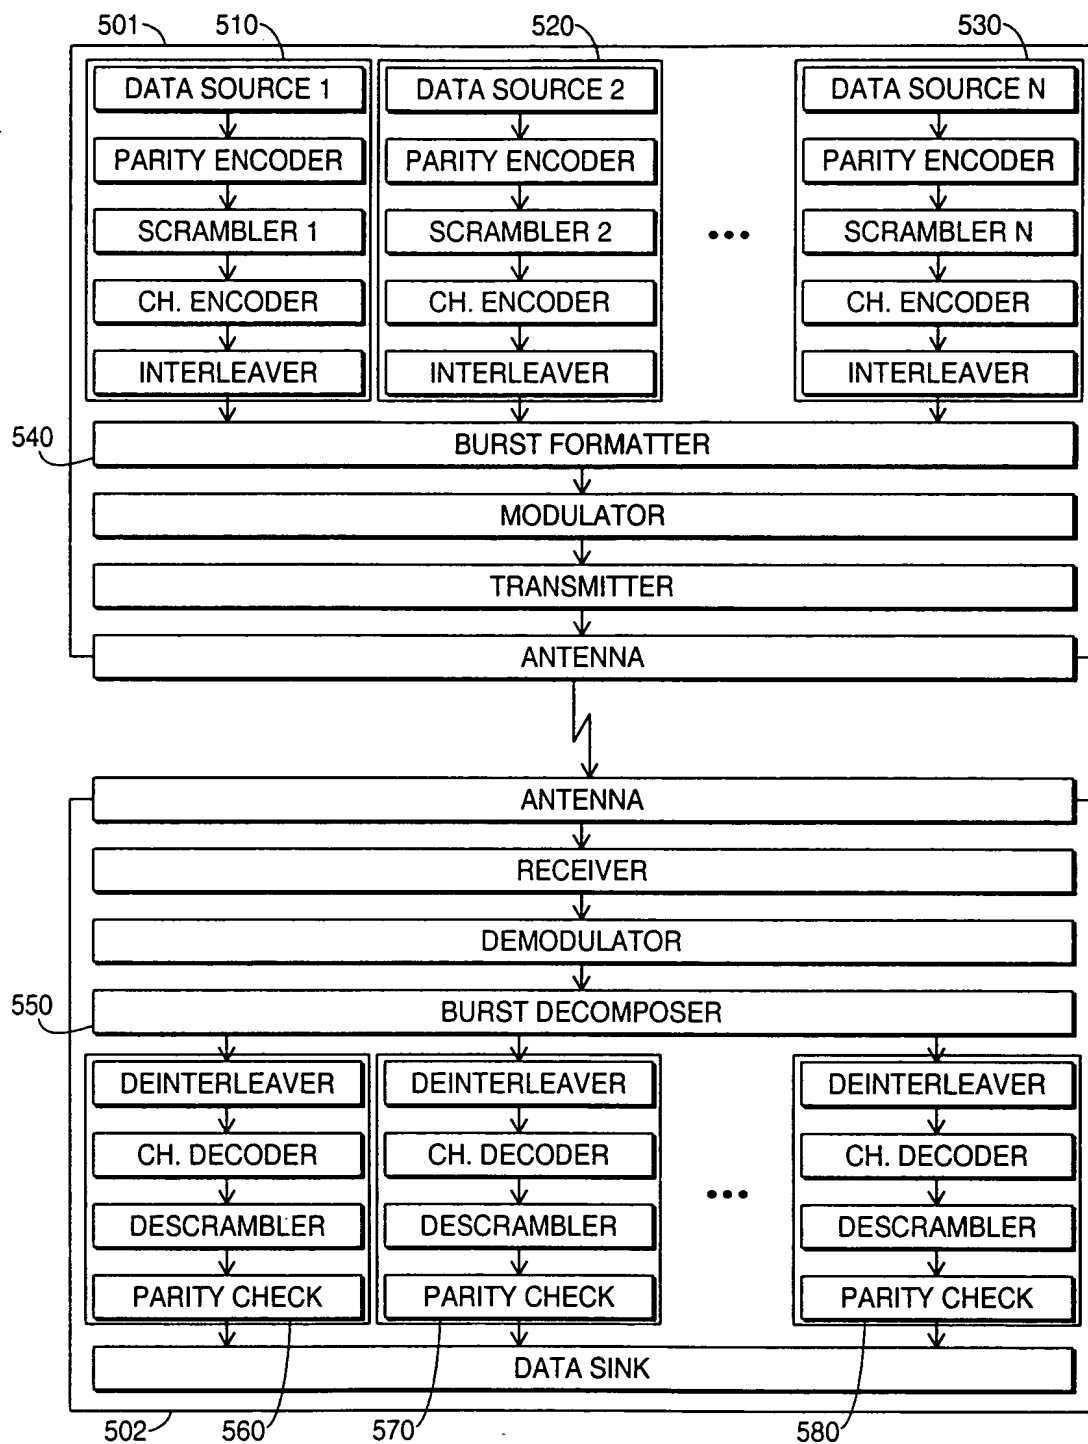 501 510 520 530
DATA SOURCE 1 DATA SOURCE 2 DATA SOURCE N
PARITY ENCODER PARITY ENCODER PARITY ENCODER
SCRAMBLER 1 SCRAMBLER 2 ••• SCRAMBLER N
CH. ENCODER CH. ENCODER CH. ENCODER
INTERLEAVER INTERLEAVER INTERLEAVER
540 BURST FORMATTER
MODULATOR
TRANSMITTER
ANTENNA
ANTENNA
RECEIVER
DEMODULATOR
550 BURST DECOMPOSER
DEINTERLEAVER DEINTERLEAVER DEINTERLEAVER
CH. DECODER CH. DECODER CH. DECODER
DESCRAMBLER DESCRAMBLER ••• DESCRAMBLER
PARITY CHECK PARITY CHECK PARITY CHECK
DATA SINK
502 560 570 580